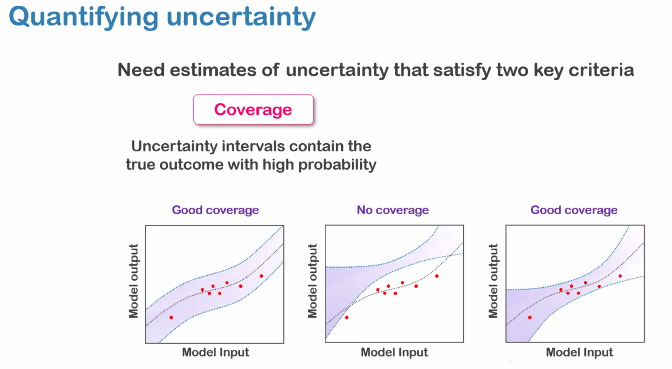 Quantifying uncertainty
Need estimates of uncertainty that satisfy two key criteria
Coverage
Uncertainty intervals contain the
true outcome with high probability
Good coverage
Model output
Model Input
No coverage
Model output
Model Input
Good coverage
Model output
Model Input